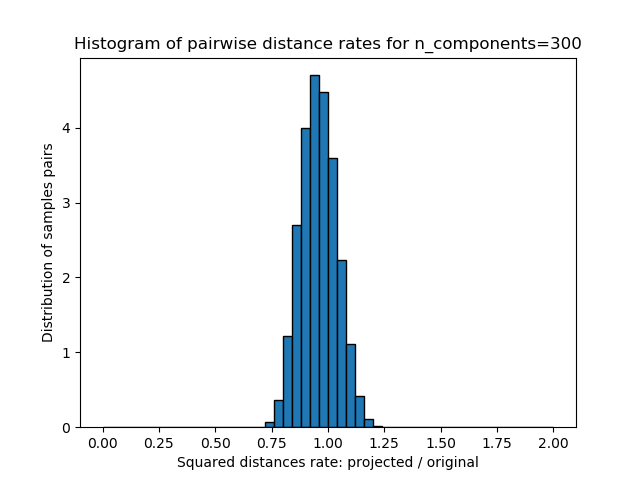 Histogram of pairwise distance rates for n_components=300
Distribution of samples pairs
4
3
2
1
0
0.00 0.25 0.50 0.75 1.00 1.25 1.50 1.75 2.00
Squared distances rate: projected / original